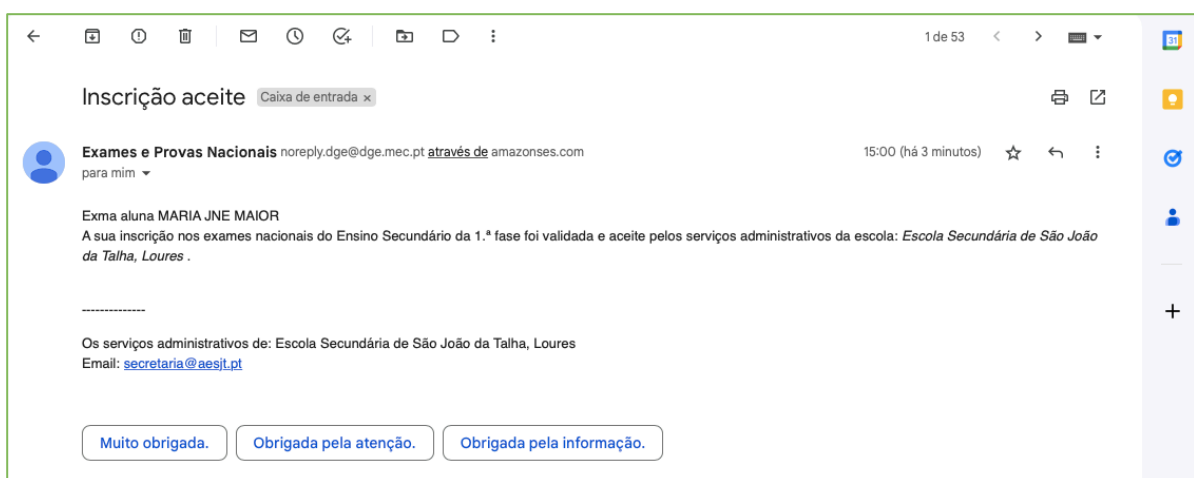 1 de 53
31
Inscrição aceite Caixa de entrada x
Exames e Provas Nacionais noreply.dge@dge.mec.pt através de amazonses.com 15:00 (há 3 minutos)
para mim
Exma aluna MARIA JNE MAIOR
A sua inscrição nos exames nacionais do Ensino Secundário da 1.ª fase foi validada e aceite pelos serviços administrativos da escola: Escola Secundária de São João
da Talha, Loures .
--------------
Os serviços administrativos de: Escola Secundária de São João da Talha, Loures
Email: secretaria@aesjt.pt
Muito obrigada. Obrigada pela atenção. Obrigada pela informação.